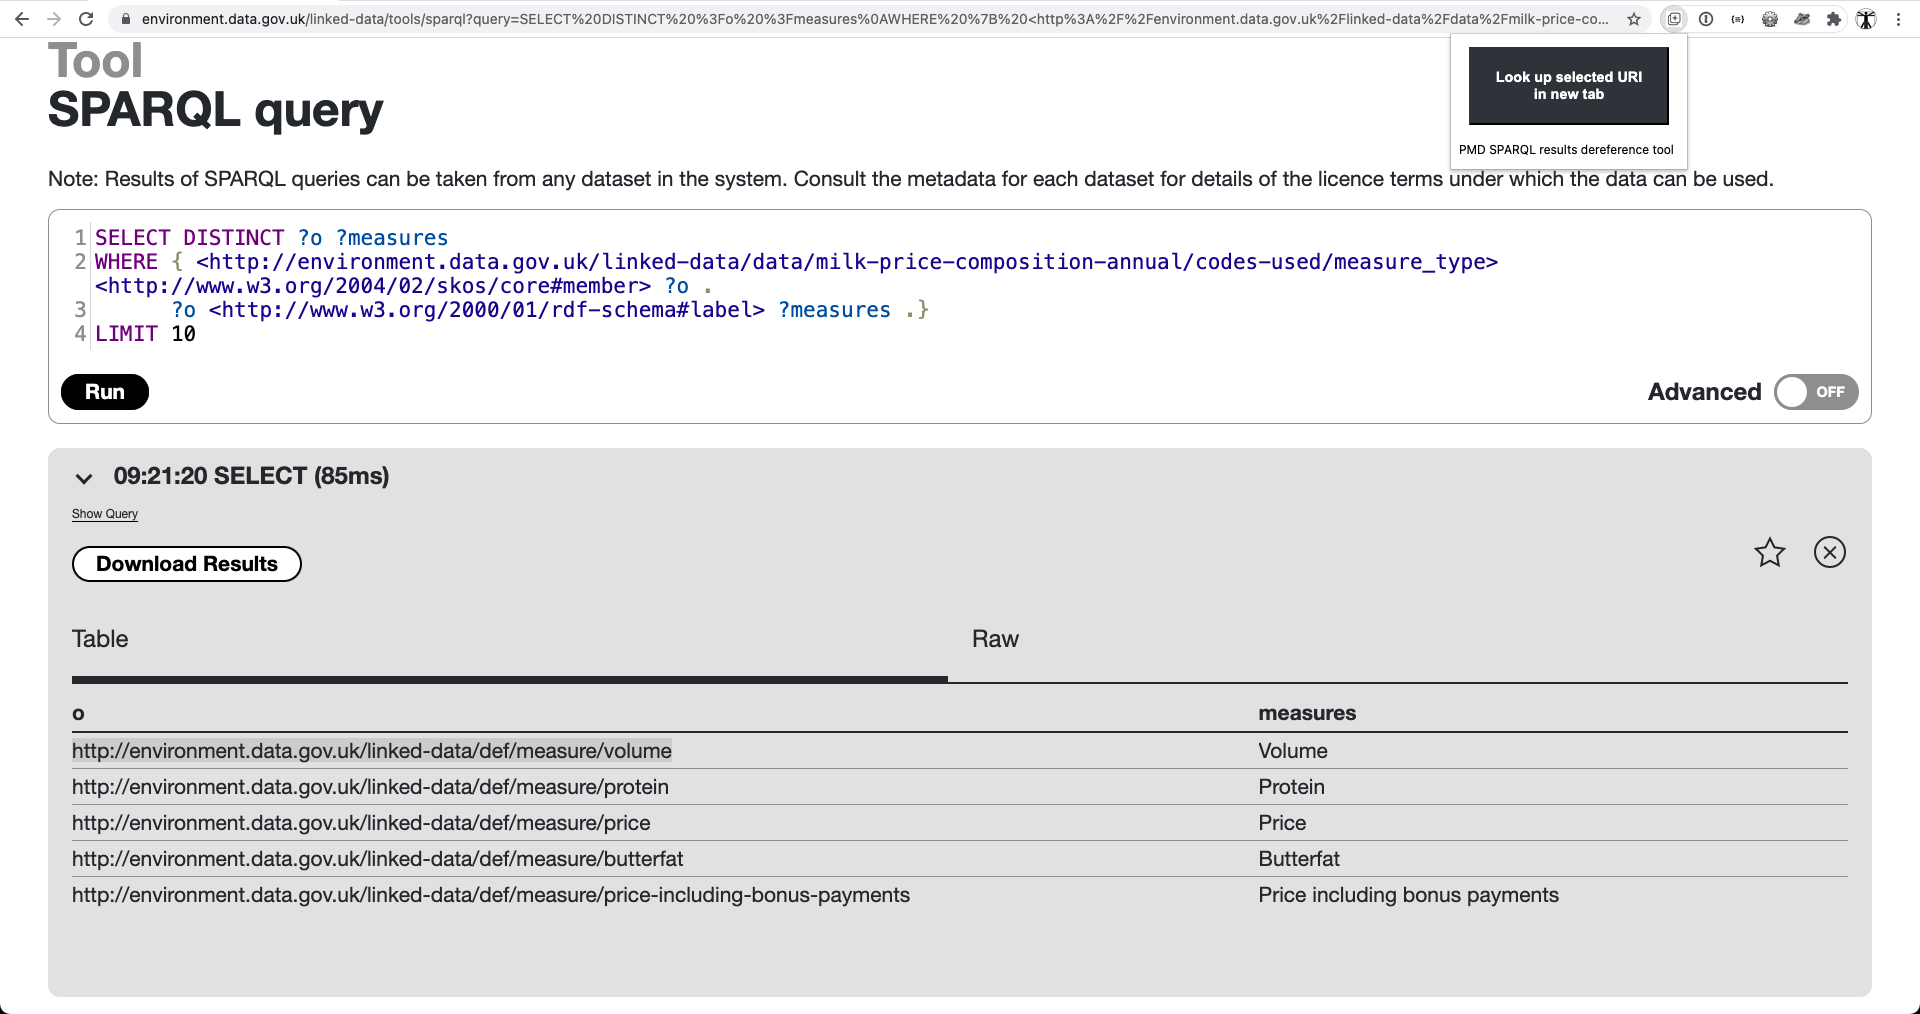 environment.data.gov.uk/linked-data/tools/sparql?query=SELECT%20DISTINCT%20%3Fo%20%3Fmeasures%0AWHERE%20%7B%20<http%3A%2F%2Fenvironment.data.gov.uk%2Flinked-data%2Fdata%2Fmilk-price-co...
Look up selected URI
in new tab
PMD SPARQL results dereference tool
Tool
SPARQL query
Note: Results of SPARQL queries can be taken from any dataset in the system. Consult the metadata for each dataset for details of the licence terms under which the data can be used.
1 SELECT DISTINCT ?o ?measures
2 WHERE { <http://environment.data.gov.uk/linked-data/data/milk-price-composition-annual/codes-used/measure_type>
<http://www.w3.org/2004/02/skos/core#member> ?o .
3 ?o <http://www.w3.org/2000/01/rdf-schema#label> ?measures .}
4 LIMIT 10
Run
Advanced OFF
09:21:20 SELECT (85ms)
Show Query
Download Results
Table Raw
o measures
http://environment.data.gov.uk/linked-data/def/measure/volume Volume
http://environment.data.gov.uk/linked-data/def/measure/protein Protein
http://environment.data.gov.uk/linked-data/def/measure/price Price
http://environment.data.gov.uk/linked-data/def/measure/butterfat Butterfat
http://environment.data.gov.uk/linked-data/def/measure/price-including-bonus-payments Price including bonus payments